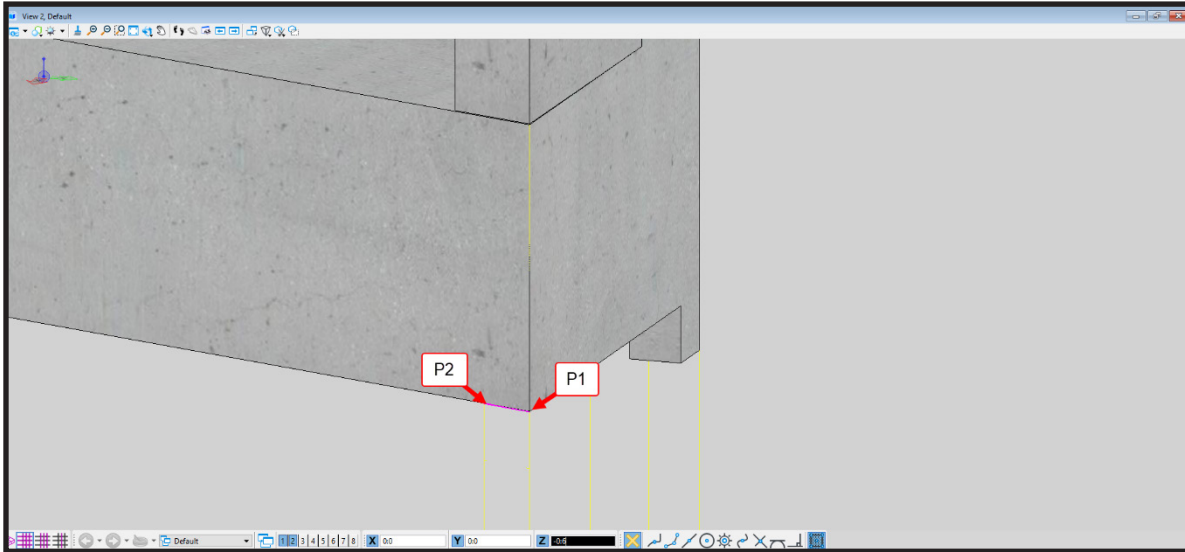 View 2, Default
P2
P1
Default
1 2 3 4 5 6 7 8
X 0:0
Y 0:0
Z -0:6